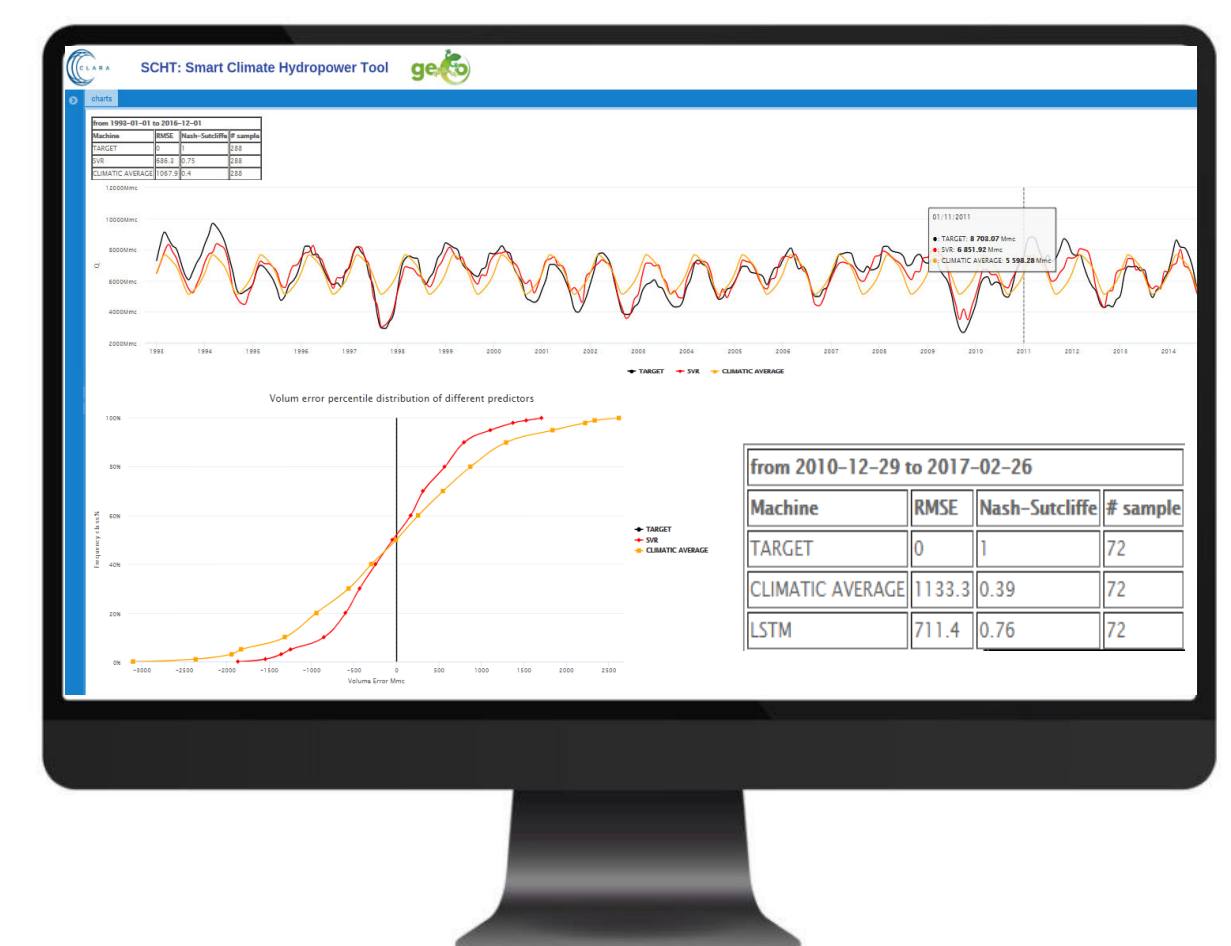 CLARA
SCHT: Smart Climate Hydropower Tool
geco
charts
from 1993-01-01 to 2016-12-01
Machine RMSE Nash-Sutcliffe # sample
TARGET 0 1 288
SVR 686.3 0.75 288
CLIMATIC AVERAGE 1067.9 0.4 288
12000Mmc
10000Mmc
8000Mmc
6000Mmc
4000Mmc
2000Mmc
Q
01/11/2011
TARGET: 8 708.07 Mmc
SVR: 6 851.92 Mmc
CLIMATIC AVERAGE: 5 598.28 Mmc
1993 1994 1995 1996 1997 1998 1999 2000 2001 2002 2003 2004 2005 2006 2007 2008 2009 2010 2011 2012 2013 2014
TARGET SVR CLIMATIC AVERAGE
Volum error percentile distribution of different predictors
100%
80%
60%
40%
20%
0%
Frequency class%
-3000 -2500 -2000 -1500 -1000 -500 0 500 1000 1500 2000 2500
Volume Error Mmc
TARGET
SVR
CLIMATIC AVERAGE
from 2010-12-29 to 2017-02-26
Machine RMSE Nash-Sutcliffe # sample
TARGET 0 1 72
CLIMATIC AVERAGE 1133.3 0.39 72
LSTM 711.4 0.76 72